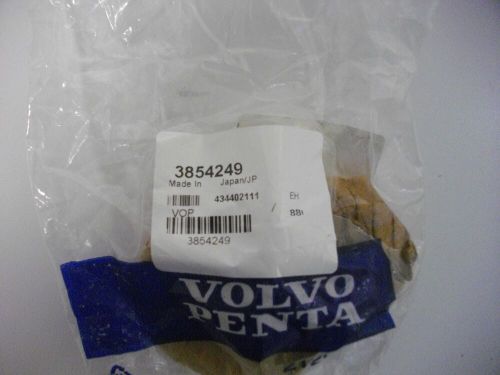 3854249
Made In Japan/JP
434402111 EH
VOP / 88
3854249
VOLVO
PENTA